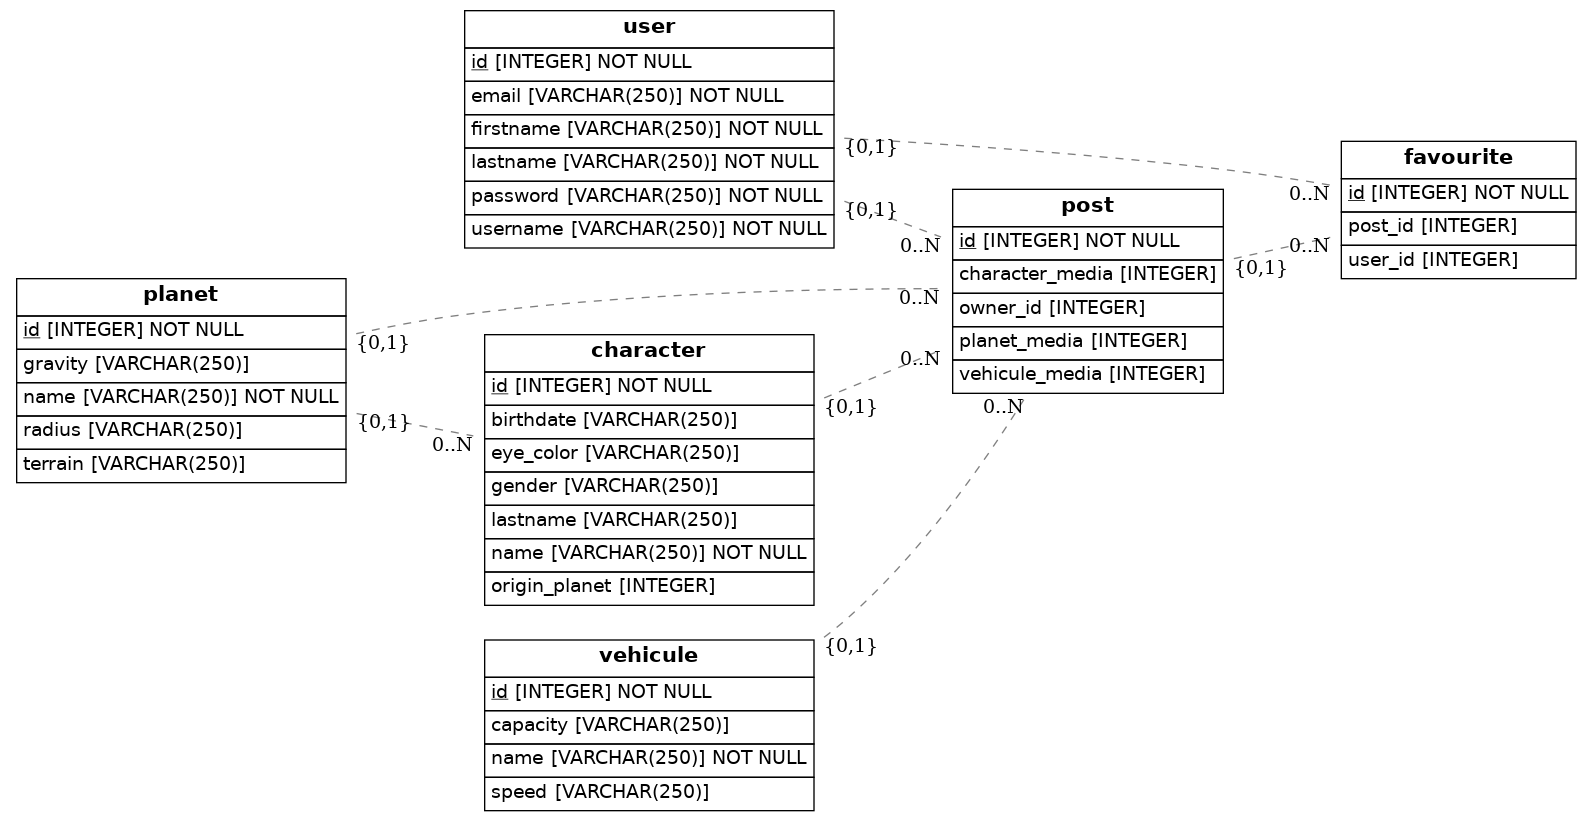 user
id [INTEGER] NOT NULL
email [VARCHAR(250)] NOT NULL
firstname [VARCHAR(250)] NOT NULL
lastname [VARCHAR(250)] NOT NULL
password [VARCHAR(250)] NOT NULL
username [VARCHAR(250)] NOT NULL
{0,1}
0..N
{0,1}
0..N
favourite
id [INTEGER] NOT NULL
post_id [INTEGER]
user_id [INTEGER]
post
id [INTEGER] NOT NULL
character_media [INTEGER]
owner_id [INTEGER]
planet_media [INTEGER]
vehicule_media [INTEGER]
{0,1}
0..N
planet
id [INTEGER] NOT NULL
gravity [VARCHAR(250)]
name [VARCHAR(250)] NOT NULL
radius [VARCHAR(250)]
terrain [VARCHAR(250)]
{0,1}
0..N
{0,1}
0..N
character
id [INTEGER] NOT NULL
birthdate [VARCHAR(250)]
eye_color [VARCHAR(250)]
gender [VARCHAR(250)]
lastname [VARCHAR(250)]
name [VARCHAR(250)] NOT NULL
origin_planet [INTEGER]
{0,1}
0..N
vehicule
id [INTEGER] NOT NULL
capacity [VARCHAR(250)]
name [VARCHAR(250)] NOT NULL
speed [VARCHAR(250)]
{0,1}
0..N